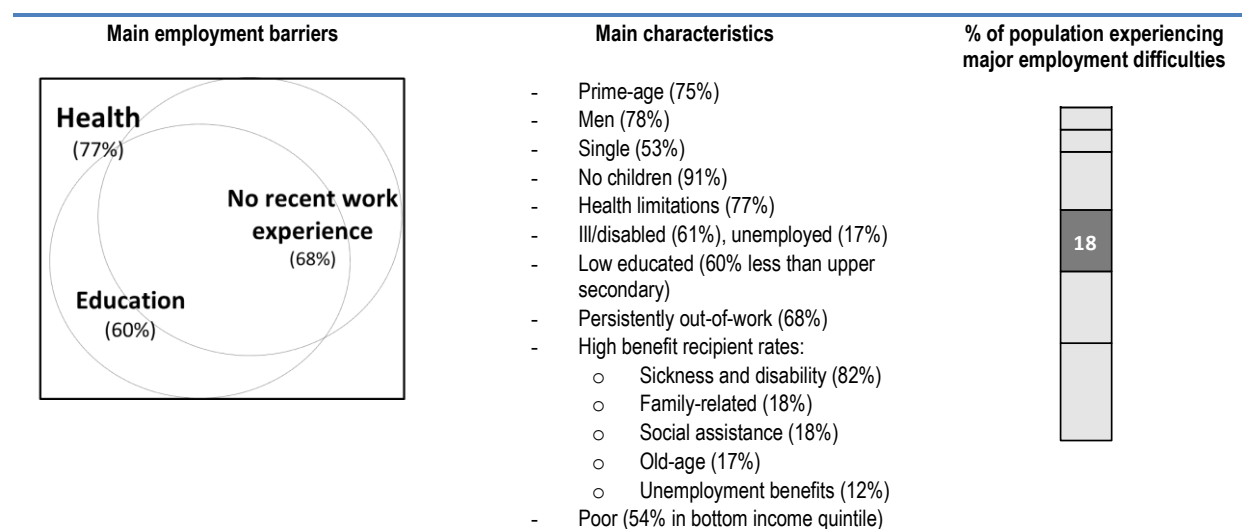 Main employment barriers
Health
(77%)
No recent work
experience
(68%)
Education
(60%)
Main characteristics
- Prime-age (75%)
- Men (78%)
- Single (53%)
- No children (91%)
- Health limitations (77%)
- Ill/disabled (61%), unemployed (17%)
- Low educated (60% less than upper
secondary)
- Persistently out-of-work (68%)
- High benefit recipient rates:
o Sickness and disability (82%)
o Family-related (18%)
o Social assistance (18%)
o Old-age (17%)
o Unemployment benefits (12%)
- Poor (54% in bottom income quintile)
% of population experiencing
major employment difficulties
18